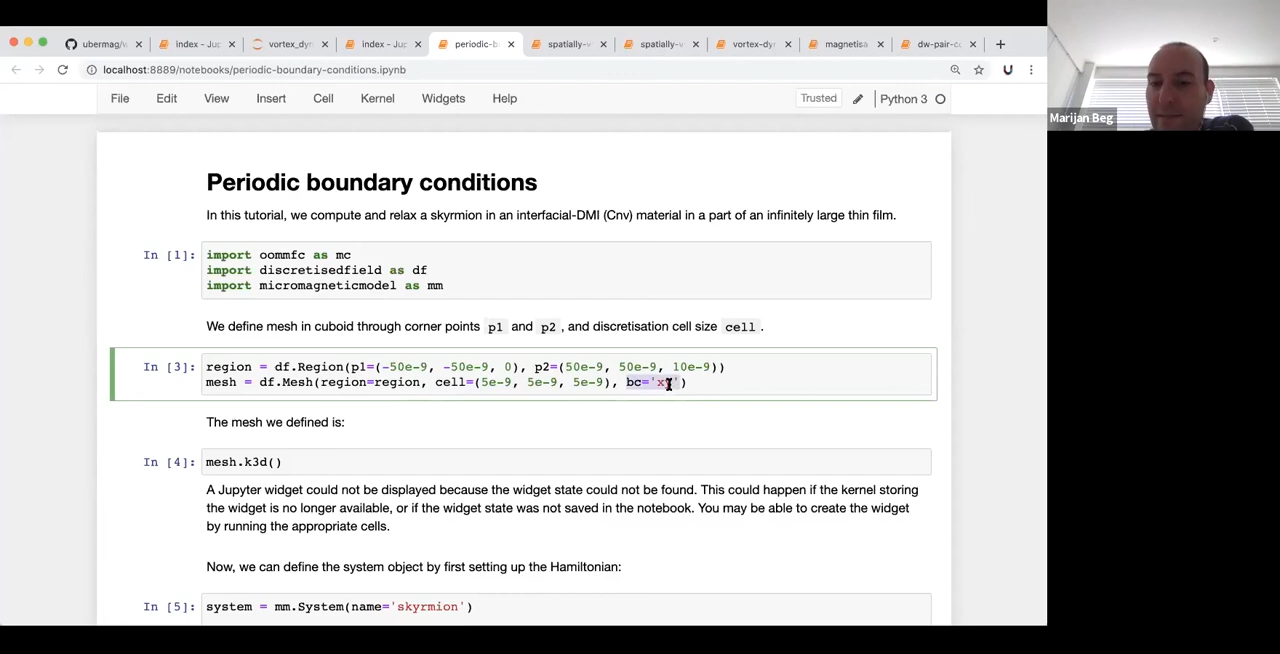 ubermag/w
index - Jup
vortex_dyn
index - Jup
periodic-b
spatially-v
spatially-v
vortex-dyn
magnetisa
dw-pair-co
localhost:8889/notebooks/periodic-boundary-conditions.ipynb
File Edit View Insert Cell Kernel Widgets Help
Trusted
Python 3
Marijan Beg
Periodic boundary conditions
In this tutorial, we compute and relax a skyrmion in an interfacial-DMI (Cnv) material in a part of an infinitely large thin film.
In [1]: import oommfc as mc
import discretisedfield as df
import micromagneticmodel as mm
We define mesh in cuboid through corner points p1 and p2 , and discretisation cell size cell .
In [3]: region = df.Region(p1=(-50e-9, -50e-9, 0), p2=(50e-9, 50e-9, 10e-9))
mesh = df.Mesh(region=region, cell=(5e-9, 5e-9, 5e-9), bc='xy')
The mesh we defined is:
In [4]: mesh.k3d()
A Jupyter widget could not be displayed because the widget state could not be found. This could happen if the kernel storing
the widget is no longer available, or if the widget state was not saved in the notebook. You may be able to create the widget
by running the appropriate cells.
Now, we can define the system object by first setting up the Hamiltonian:
In [5]: system = mm.System(name='skyrmion')